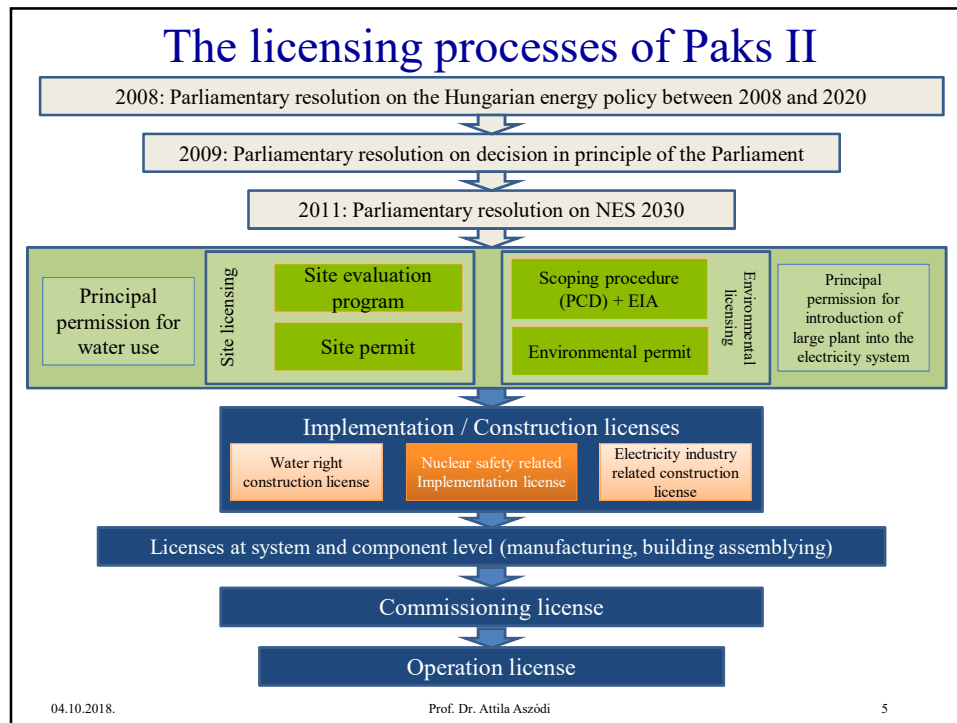 The licensing processes of Paks II
2008: Parliamentary resolution on the Hungarian energy policy between 2008 and 2020
2009: Parliamentary resolution on decision in principle of the Parliament
2011: Parliamentary resolution on NES 2030
Principal
permission for
water use
Site licensing
Site evaluation
program
Site permit
Scoping procedure
(PCD) + EIA
Environmental permit
Environmental
licensing
Principal
permission for
introduction of
large plant into the
electricity system
Implementation / Construction licenses
Water right
construction license
Nuclear safety related
Implementation license
Electricity industry
related construction
license
Licenses at system and component level (manufacturing, building assemblying)
Commissioning license
Operation license
04.10.2018.
Prof. Dr. Attila Aszódi
5